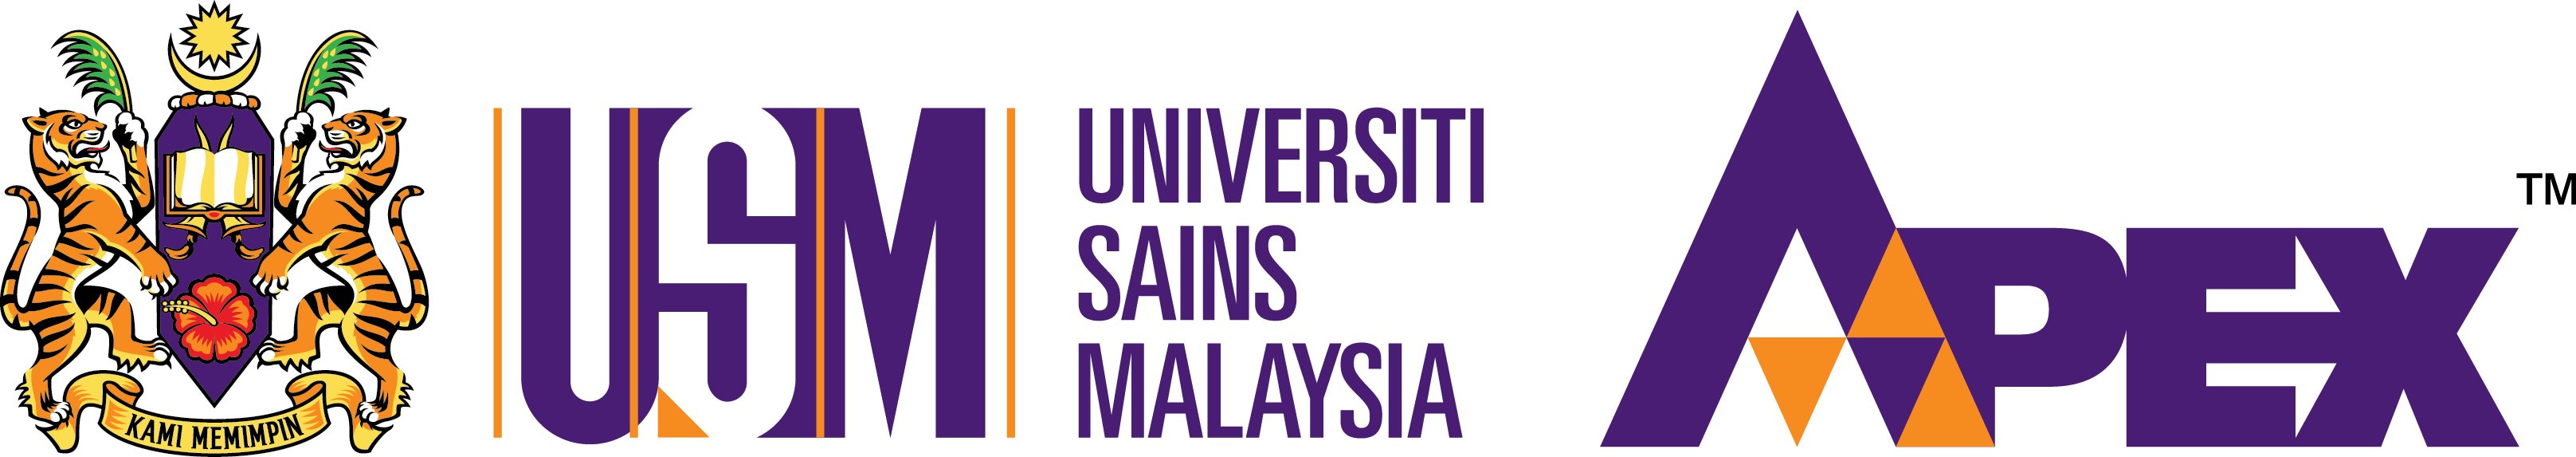 KAMI MEMIMPIN
USM
UNIVERSITI
SAINS
MALAYSIA
APEX
TM